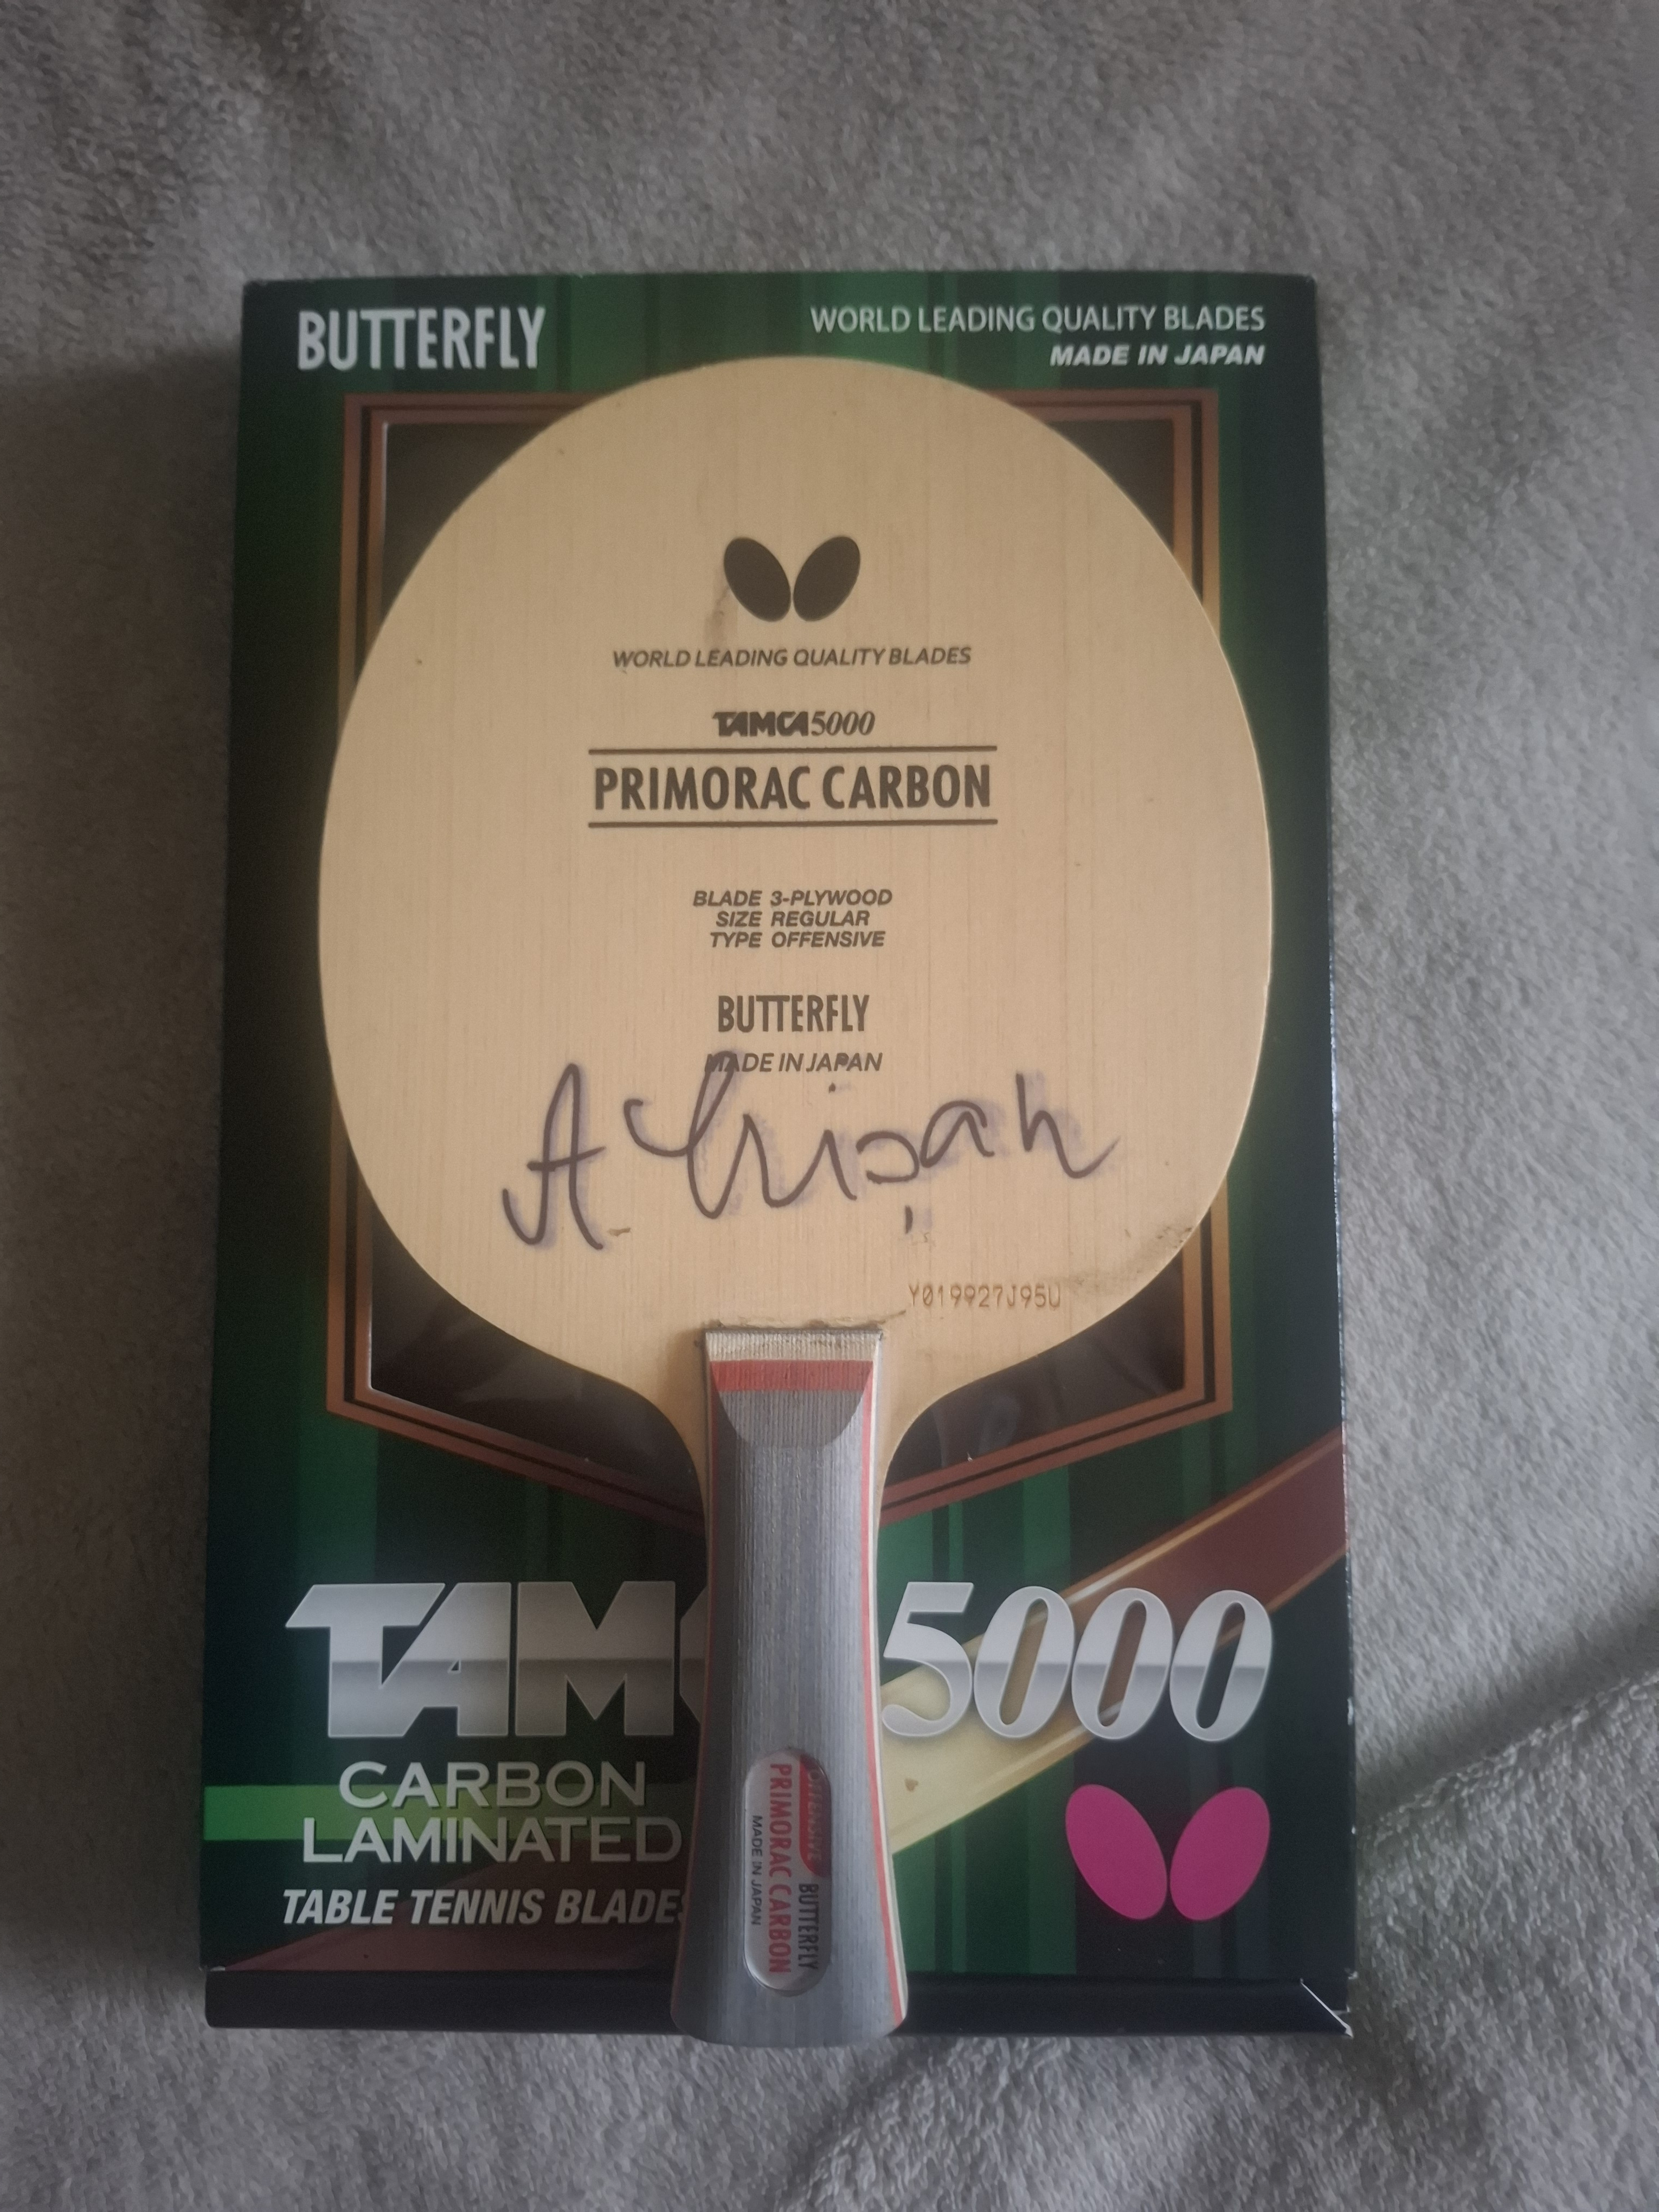 BUTTERFLY
WORLD LEADING QUALITY BLADES
MADE IN JAPAN
WORLD LEADING QUALITY BLADES
TAMCA5000
PRIMORAC CARBON
BLADE 3-PLYWOOD
SIZE REGULAR
TYPE OFFENSIVE
BUTTERFLY
MADE IN JAPAN
Y019927J95U
5000
CARBON
LAMINATED
TABLE TENNIS
BUTTERFLY
PRIMORAC CARBON
MADE IN JAPAN